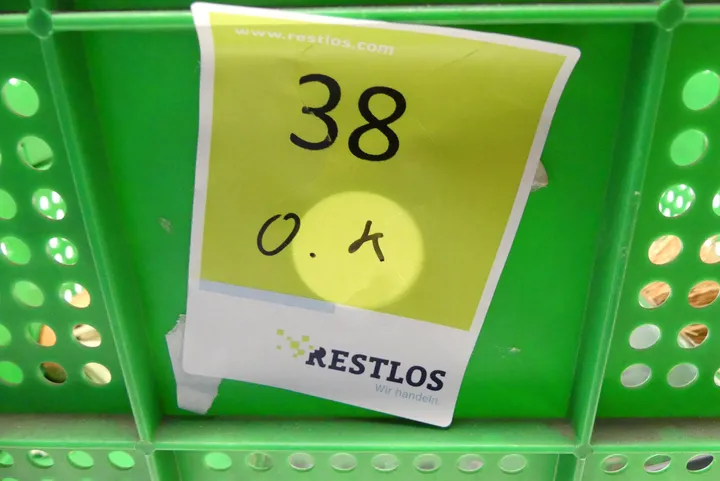 www.restlos.com
38
O. K
RESTLOS
Wir handeln